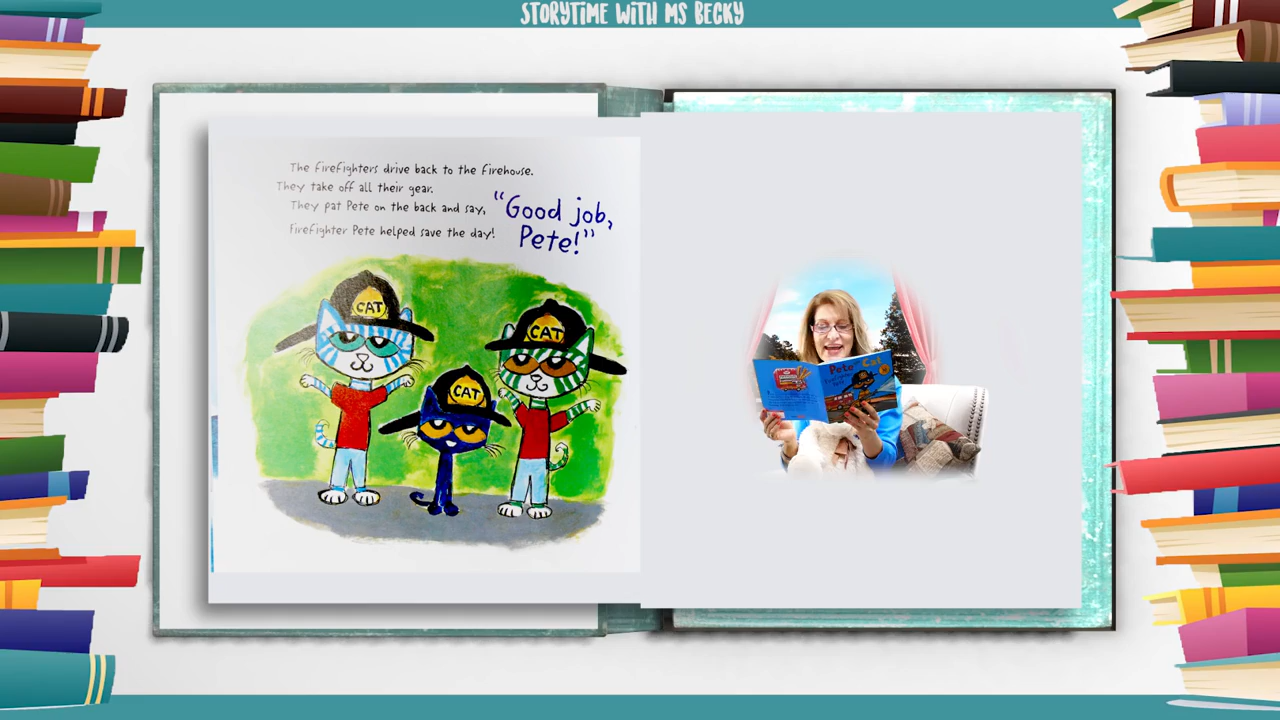 STORYTIME WITH MS BECKY
The firefighters drive back to the firehouse.
They take off all their gear.
They pat Pete on the back and say, "Good job,
Pete!"
Firefighter Pete helped save the day!
CAT
CAT
CAT
Pete the Cat